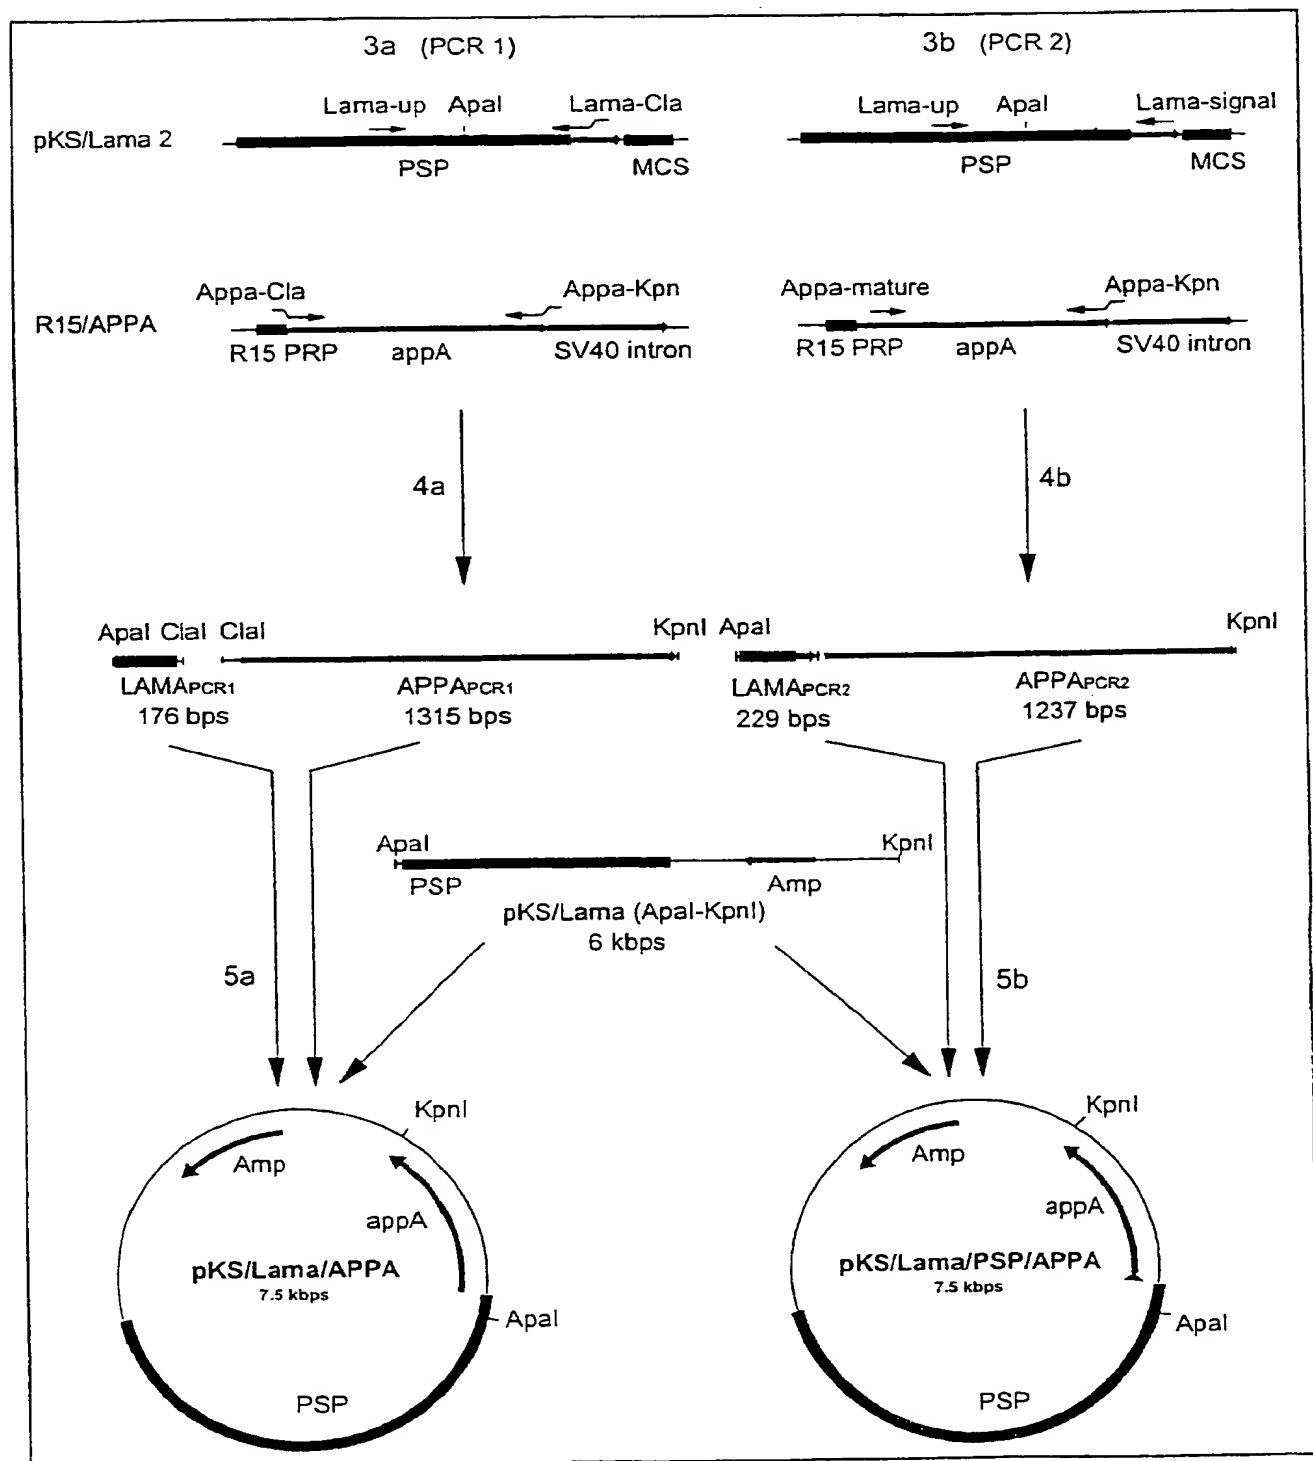 3a (PCR 1)
3b (PCR 2)
Lama-up ApaI Lama-Cla
Lama-up ApaI Lama-signal
pKS/Lama 2
PSP MCS
PSP MCS
Appa-Cla Appa-Kpn
Appa-mature Appa-Kpn
R15/APPA
R15 PRP appA SV40 intron
R15 PRP appA SV40 intron
4a
4b
ApaI ClaI ClaI KpnI
ApaI KpnI
LAMAPCR1 APPAPCR1
176 bps 1315 bps
LAMAPCR2 APPAPCR2
229 bps 1237 bps
ApaI KpnI
PSP Amp
pKS/Lama (ApaI-KpnI)
6 kbps
5a
5b
KpnI
Amp
appA
pKS/Lama/APPA
7.5 kbps
ApaI
PSP
KpnI
Amp
appA
pKS/Lama/PSP/APPA
7.5 kbps
ApaI
PSP